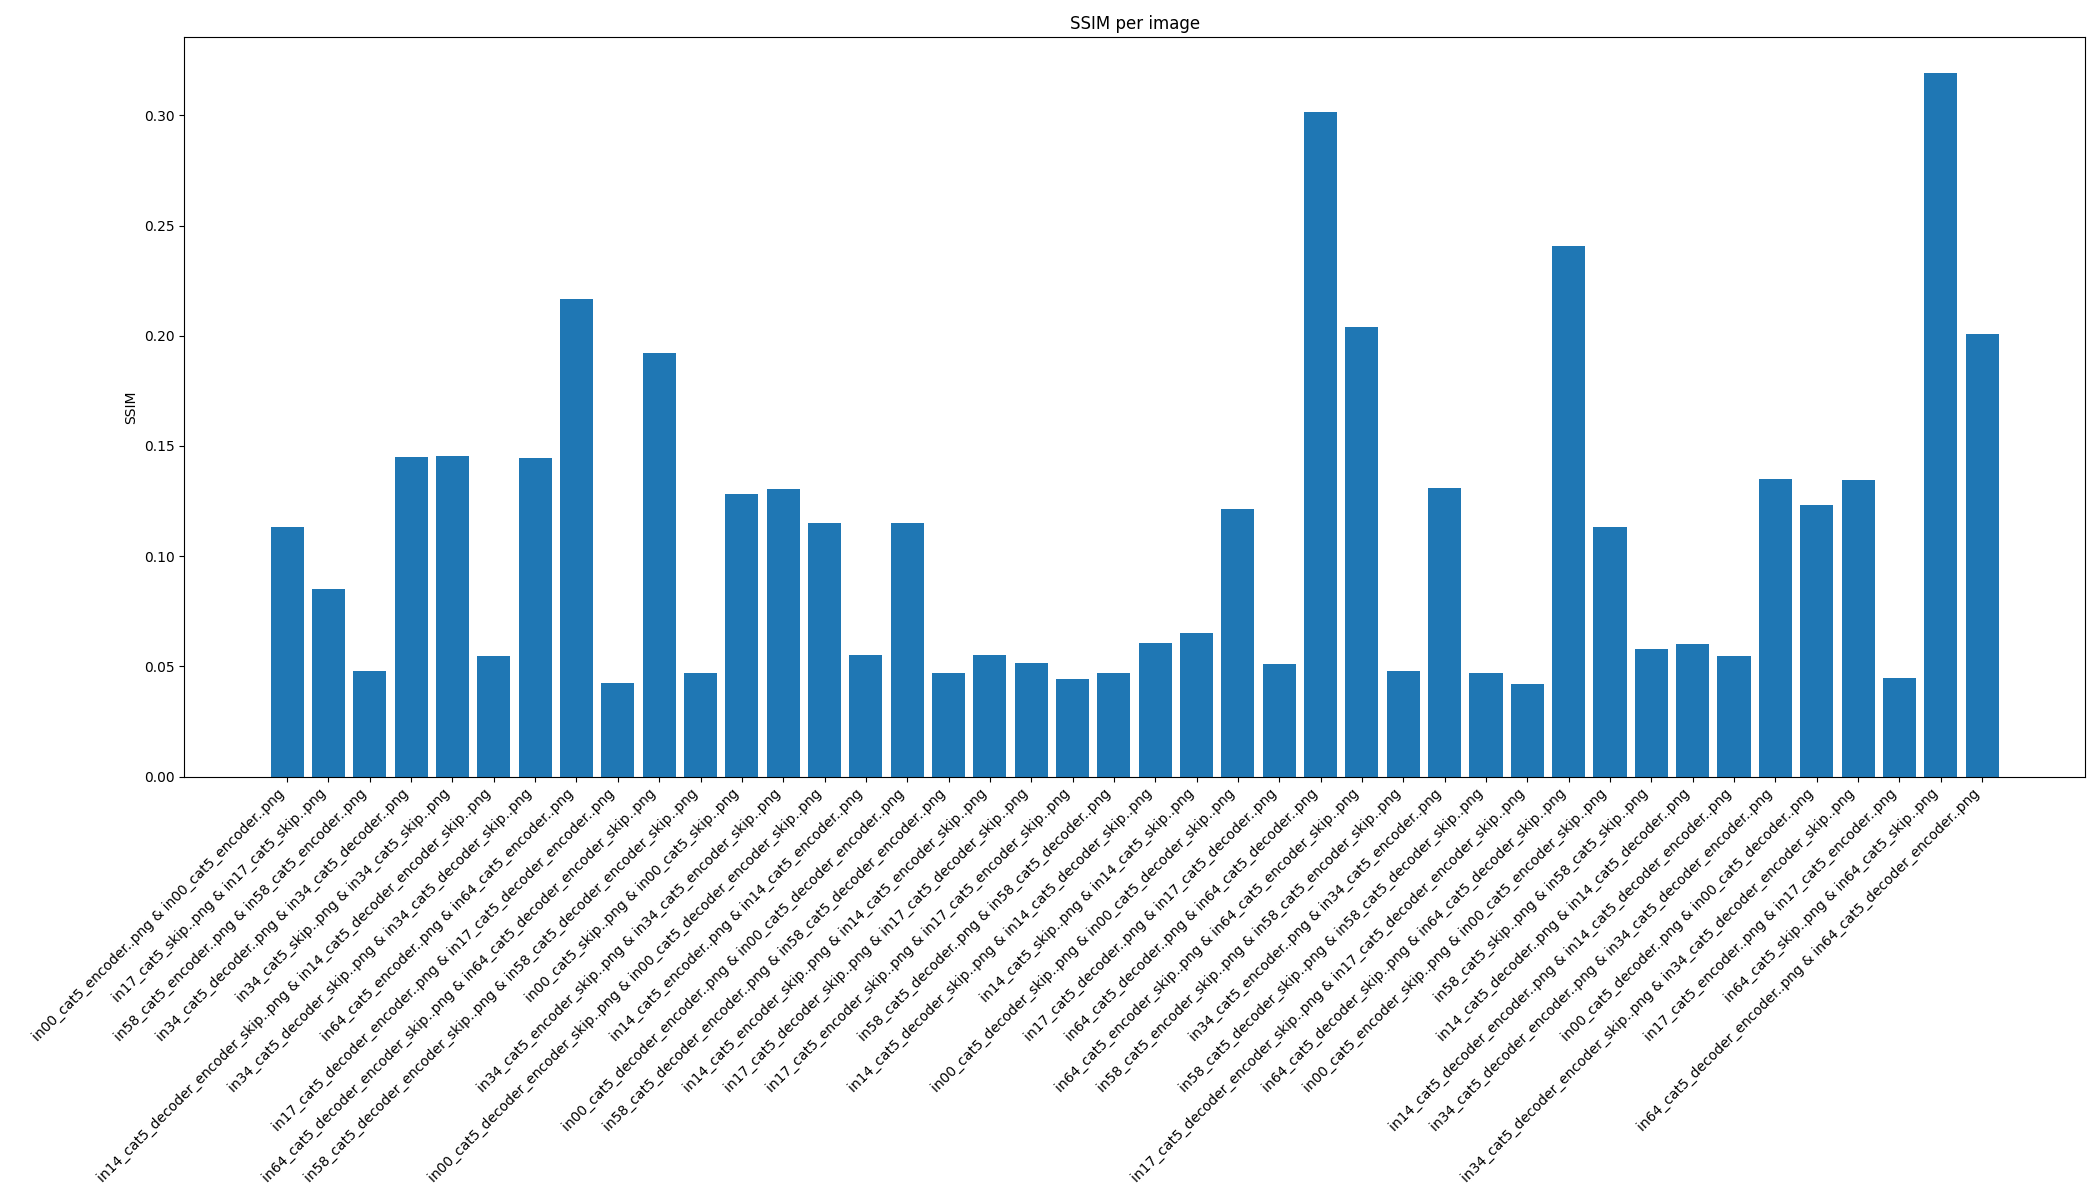 SSIM per image
SSIM
0.30
0.25
0.20
0.15
0.10
0.05
0.00
in00_cat5_encoder..png & in00_cat5_encoder..png
in17_cat5_skip..png & in17_cat5_skip..png
in58_cat5_encoder..png & in58_cat5_encoder..png
in34_cat5_decoder..png & in34_cat5_decoder..png
in34_cat5_skip..png & in34_cat5_skip..png
in14_cat5_decoder_encoder_skip..png & in14_cat5_decoder_encoder_skip..png
in34_cat5_decoder_skip..png & in34_cat5_decoder_skip..png
in64_cat5_encoder..png & in64_cat5_encoder..png
in17_cat5_decoder_encoder..png & in17_cat5_decoder_encoder..png
in64_cat5_decoder_encoder_skip..png & in64_cat5_decoder_encoder_skip..png
in58_cat5_decoder_encoder_skip..png & in58_cat5_decoder_encoder_skip..png
in00_cat5_skip..png & in00_cat5_skip..png
in34_cat5_encoder_skip..png & in34_cat5_encoder_skip..png
in00_cat5_decoder_encoder_skip..png & in00_cat5_decoder_encoder_skip..png
in14_cat5_encoder..png & in14_cat5_encoder..png
in00_cat5_decoder_encoder..png & in00_cat5_decoder_encoder..png
in58_cat5_decoder_encoder..png & in58_cat5_decoder_encoder..png
in14_cat5_encoder_skip..png & in14_cat5_encoder_skip..png
in17_cat5_decoder_skip..png & in17_cat5_decoder_skip..png
in17_cat5_encoder_skip..png & in17_cat5_encoder_skip..png
in58_cat5_decoder..png & in58_cat5_decoder..png
in14_cat5_decoder_skip..png & in14_cat5_decoder_skip..png
in14_cat5_skip..png & in14_cat5_skip..png
in00_cat5_decoder_skip..png & in00_cat5_decoder_skip..png
in17_cat5_decoder..png & in17_cat5_decoder..png
in64_cat5_decoder..png & in64_cat5_decoder..png
in64_cat5_encoder_skip..png & in64_cat5_encoder_skip..png
in58_cat5_encoder_skip..png & in58_cat5_encoder_skip..png
in34_cat5_encoder..png & in34_cat5_encoder..png
in58_cat5_decoder_skip..png & in58_cat5_decoder_skip..png
in17_cat5_decoder_encoder_skip..png & in17_cat5_decoder_encoder_skip..png
in64_cat5_decoder_skip..png & in64_cat5_decoder_skip..png
in00_cat5_encoder_skip..png & in00_cat5_encoder_skip..png
in58_cat5_skip..png & in58_cat5_skip..png
in14_cat5_decoder..png & in14_cat5_decoder..png
in14_cat5_decoder_encoder..png & in14_cat5_decoder_encoder..png
in34_cat5_decoder_encoder..png & in34_cat5_decoder_encoder..png
in00_cat5_decoder..png & in00_cat5_decoder..png
in34_cat5_decoder_encoder_skip..png & in34_cat5_decoder_encoder_skip..png
in17_cat5_encoder..png & in17_cat5_encoder..png
in64_cat5_skip..png & in64_cat5_skip..png
in64_cat5_decoder_encoder..png & in64_cat5_decoder_encoder..png